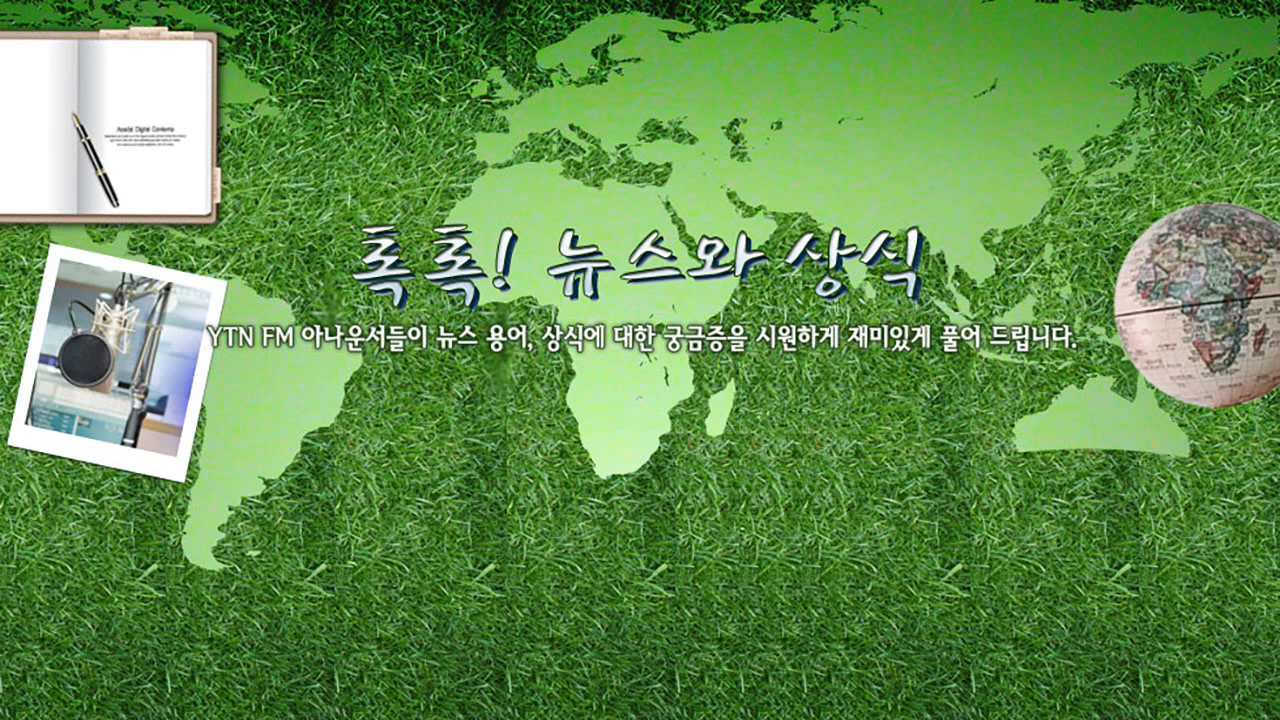 톡톡! 뉴스와 상식
YTN FM 아나운서들이 뉴스 용어, 상식에 대한 궁금증을 시원하게 재미있게 풀어 드립니다.